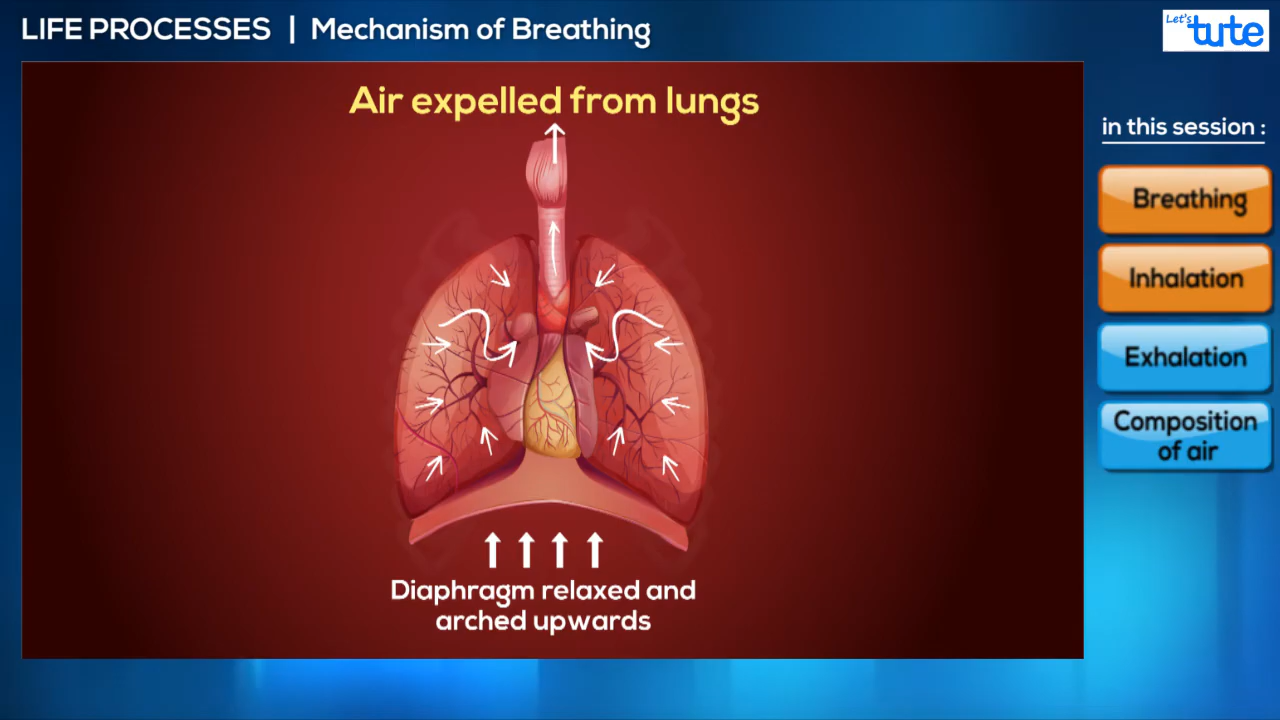 LIFE PROCESSES | Mechanism of Breathing
Let's
tute
Air expelled from lungs
in this session :
Breathing
Inhalation
Exhalation
Composition
of air
Diaphragm relaxed and
arched upwards